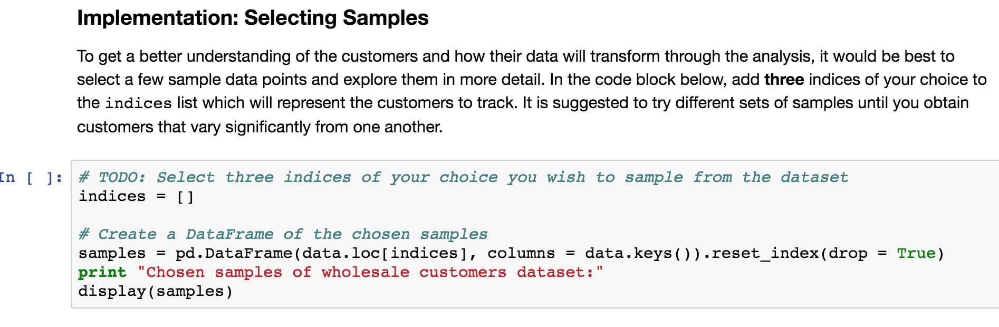 Implementation: Selecting Samples
To get a better understanding of the customers and how their data will transform through the analysis, it would be best to
select a few sample data points and explore them in more detail. In the code block below, add three indices of your choice to
the indices list which will represent the customers to track. It is suggested to try different sets of samples until you obtain
customers that vary significantly from one another.
In [ ]:
# TODO: Select three indices of your choice you wish to sample from the dataset
indices = []
# Create a DataFrame of the chosen samples
samples = pd.DataFrame(data.loc[indices], columns = data.keys()).reset_index(drop = True)
print "Chosen samples of wholesale customers dataset:"
display(samples)